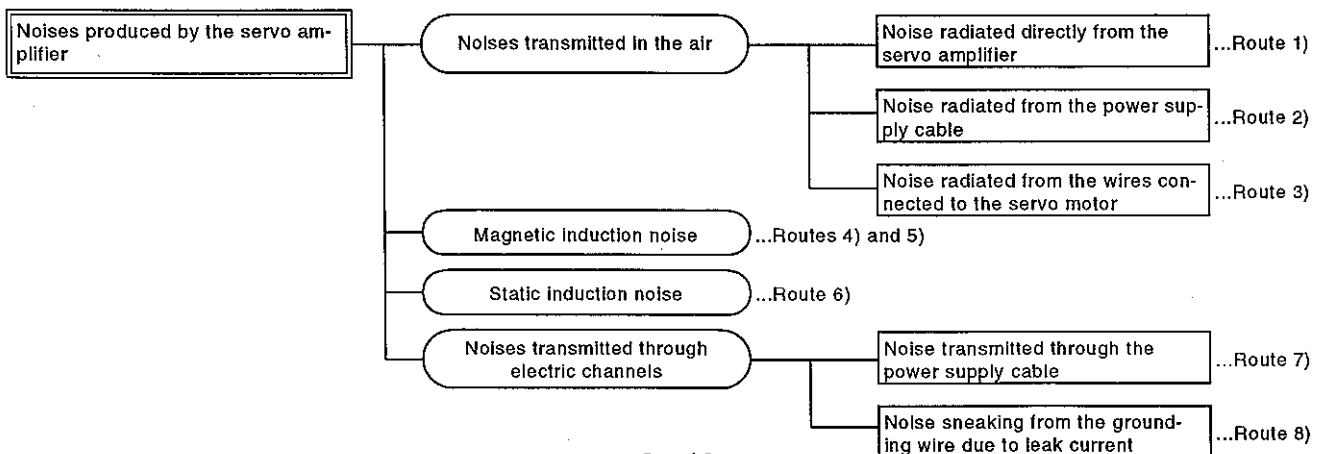 Noises produced by the servo am-
plifier
Noises transmitted in the air
Noise radiated directly from the
servo amplifier
...Route 1)
Noise radiated from the power sup-
ply cable
...Route 2)
Noise radiated from the wires con-
nected to the servo motor
...Route 3)
Magnetic induction noise
...Routes 4) and 5)
Static induction noise
...Route 6)
Noises transmitted through
electric channels
Noise transmitted through the
power supply cable
...Route 7)
Noise sneaking from the ground-
ing wire due to leak current
...Route 8)